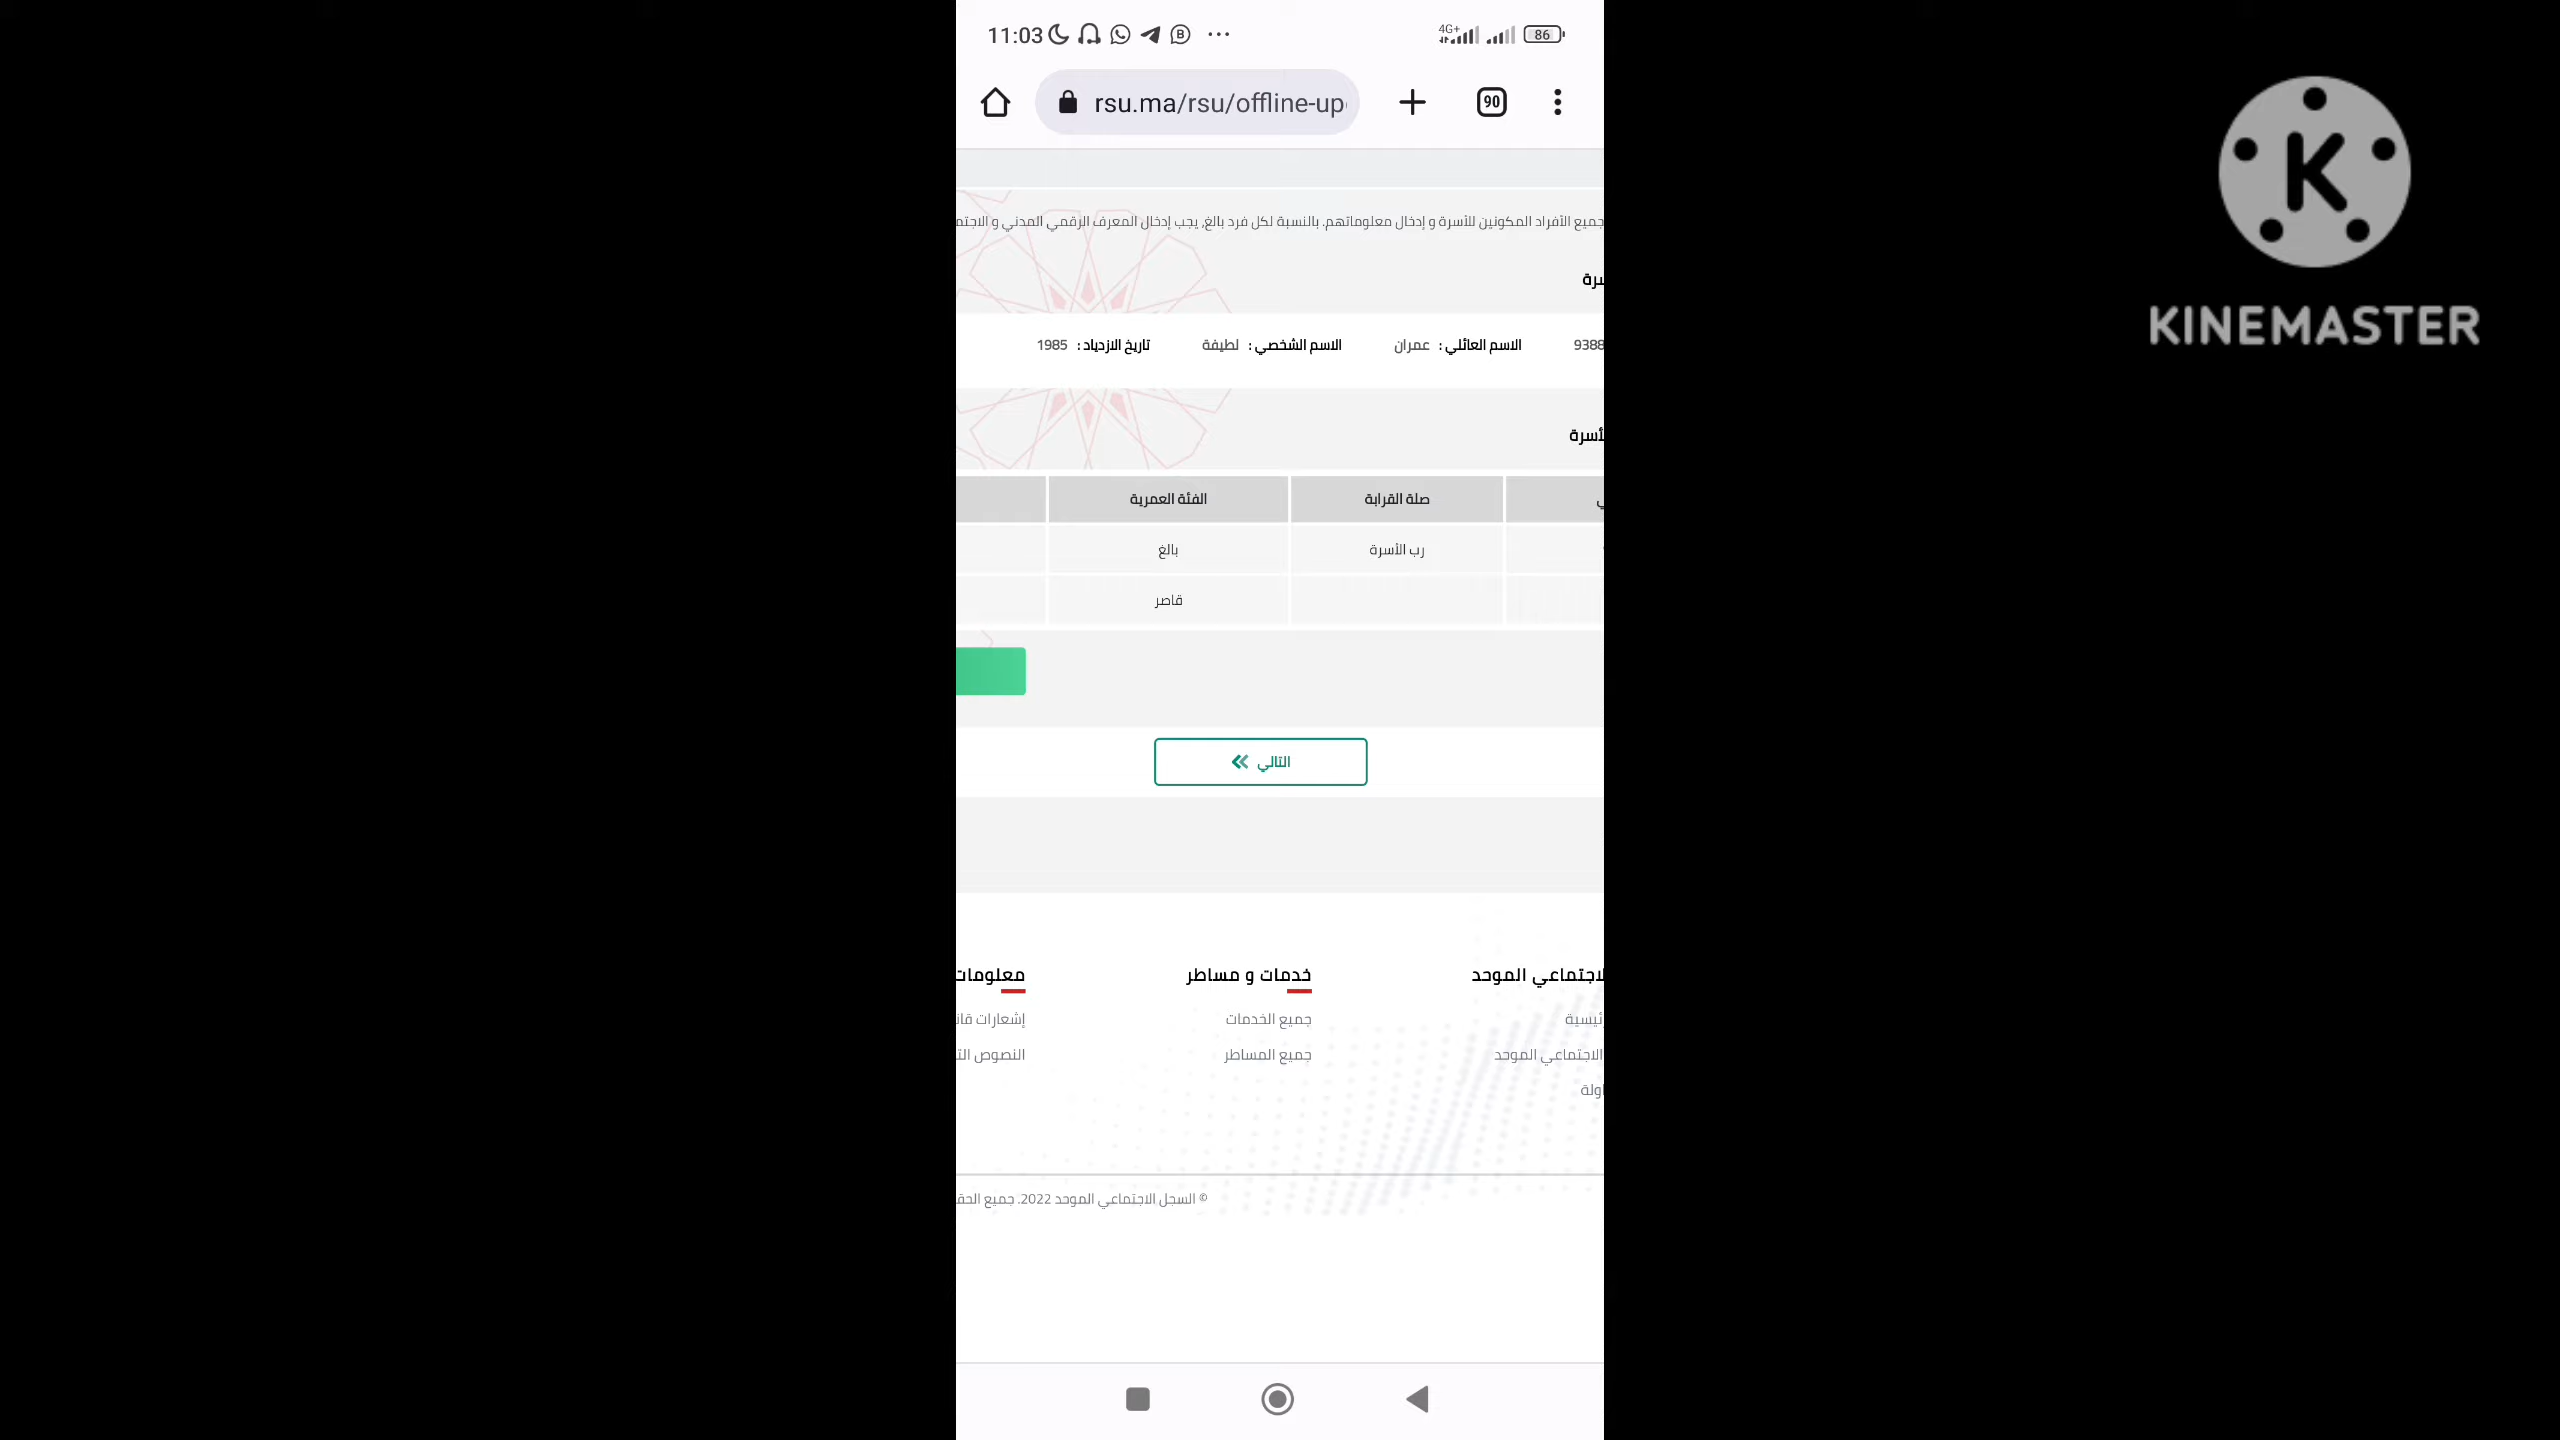 11:03 B ... 4G+ 86
rsu.ma/rsu/offline-up 90
KINEMASTER
جميع الأفراد المكونين للأسرة و إدخال معلوماتهم. بالنسبة لكل فرد بالغ, يجب إدخال المعرف الرقمي المدني و
9388 الاسم العائلي : عمران الاسم الشخصي : لطيفة تاريخ الازدياد : 1985
صلة القرابة الفئة العمرية
رب الأسرة بالغ
قاصر
التالي
الموحد خدمات و مساطر معلومات
جميع الخدمات إشعارات
الاجتماعي الموحد جميع المساطر النصوص
© السجل الاجتماعي الموحد 2022. جميع